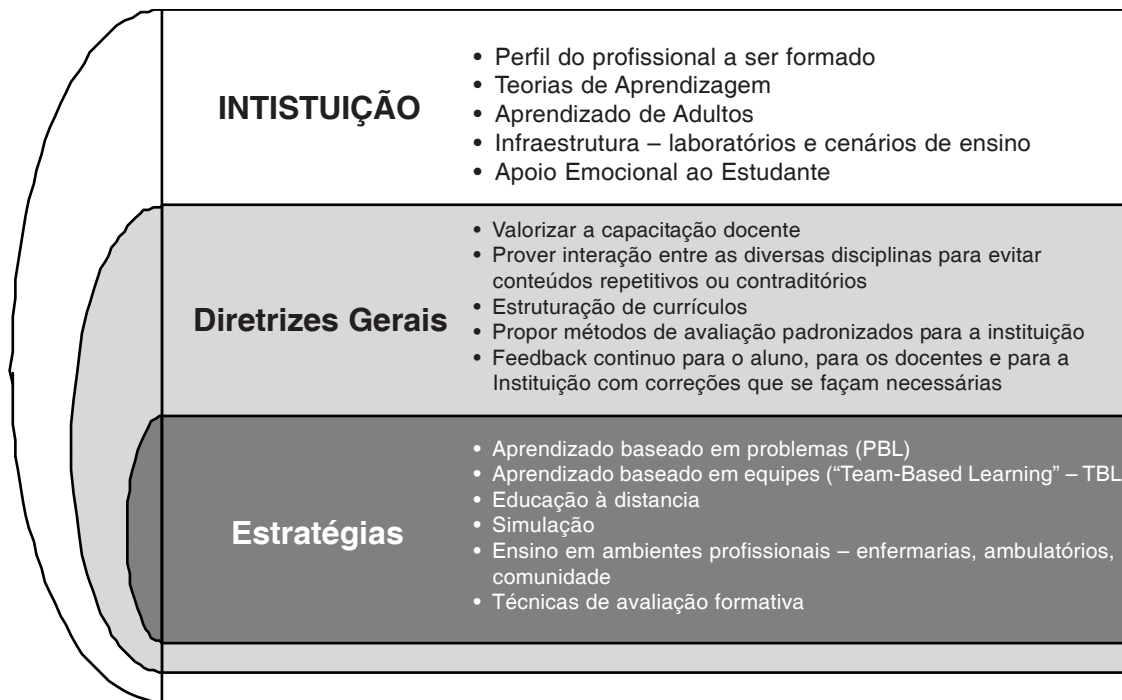 INTISTUIÇÃO
• Perfil do profissional a ser formado
• Teorias de Aprendizagem
• Aprendizado de Adultos
• Infraestrutura – laboratórios e cenários de ensino
• Apoio Emocional ao Estudante
Diretrizes Gerais
• Valorizar a capacitação docente
• Prover interação entre as diversas disciplinas para evitar
conteúdos repetitivos ou contraditórios
• Estruturação de currículos
• Propor métodos de avaliação padronizados para a instituição
• Feedback continuo para o aluno, para os docentes e para a
Instituição com correções que se façam necessárias
Estratégias
• Aprendizado baseado em problemas (PBL)
• Aprendizado baseado em equipes (“Team-Based Learning” – TBL
• Educação à distancia
• Simulação
• Ensino em ambientes profissionais – enfermarias, ambulatórios,
comunidade
• Técnicas de avaliação formativa